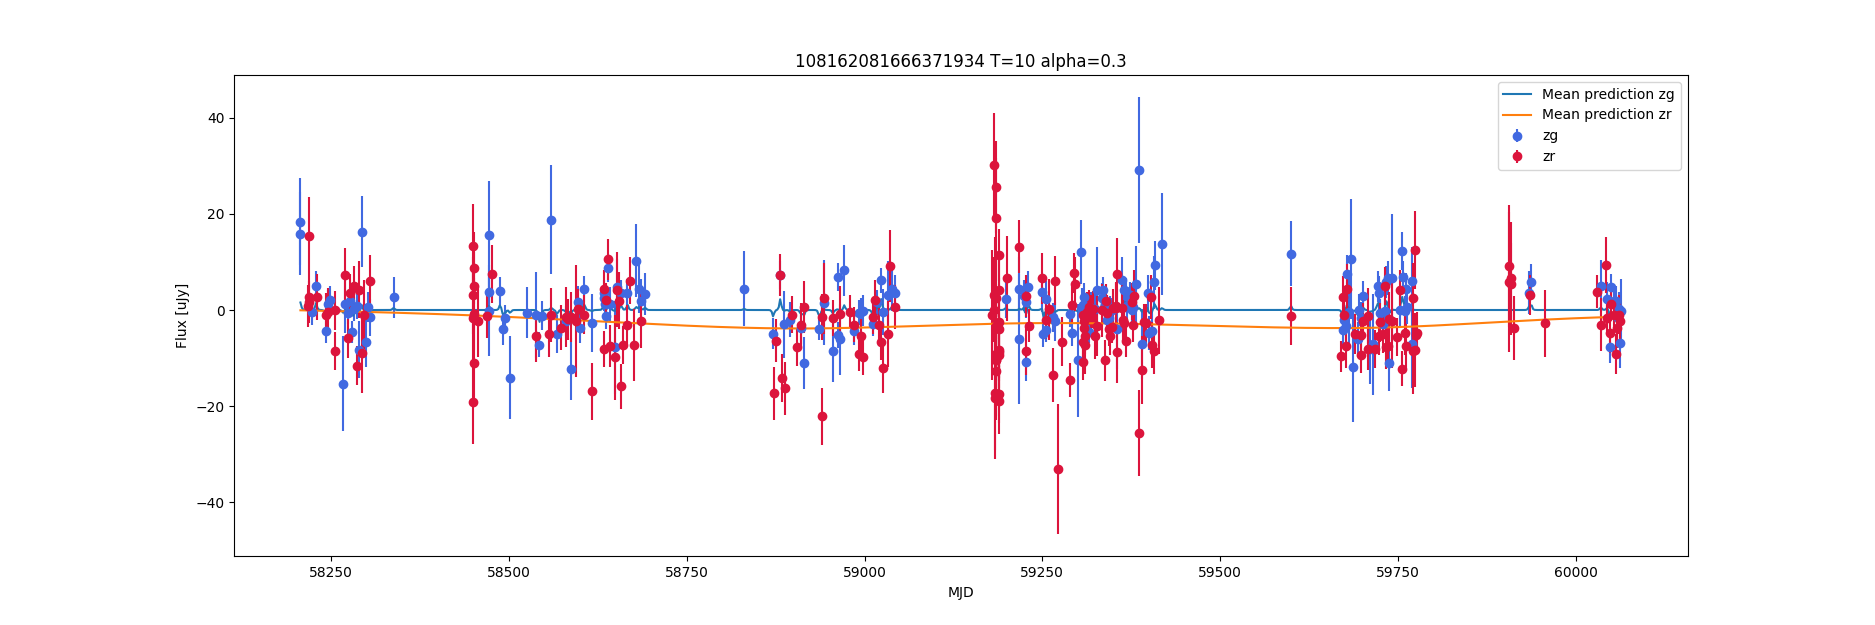 108162081666371934 T=10 alpha=0.3
Mean prediction zg
Mean prediction zr
zg
zr
40
20
0
−20
−40
Flux [uJy]
58250 58500 58750 59000 59250 59500 59750 60000
MJD